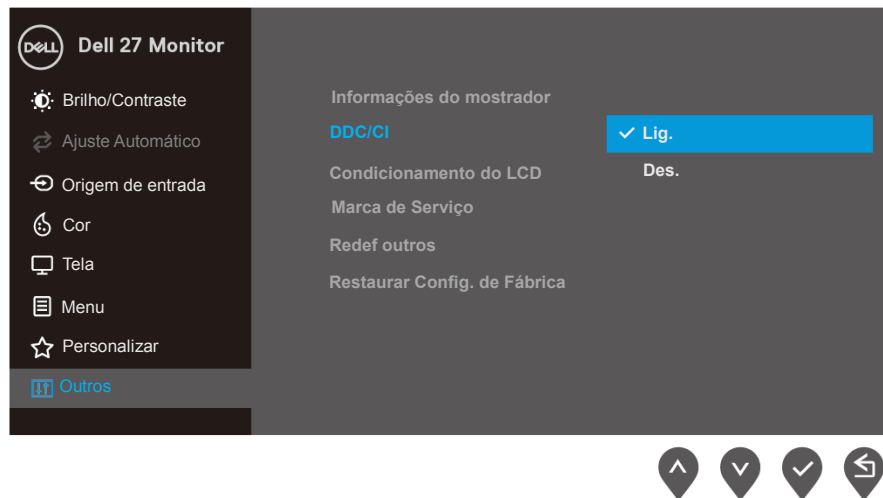 DELL
Dell 27 Monitor
Brilho/Contraste
Ajuste Automático
Origem de entrada
Cor
Tela
Menu
Personalizar
Outros
Informações do mostrador
DDC/CI
Condicionamento do LCD
Marca de Serviço
Redef outros
Restaurar Config. de Fábrica
Lig.
Des.